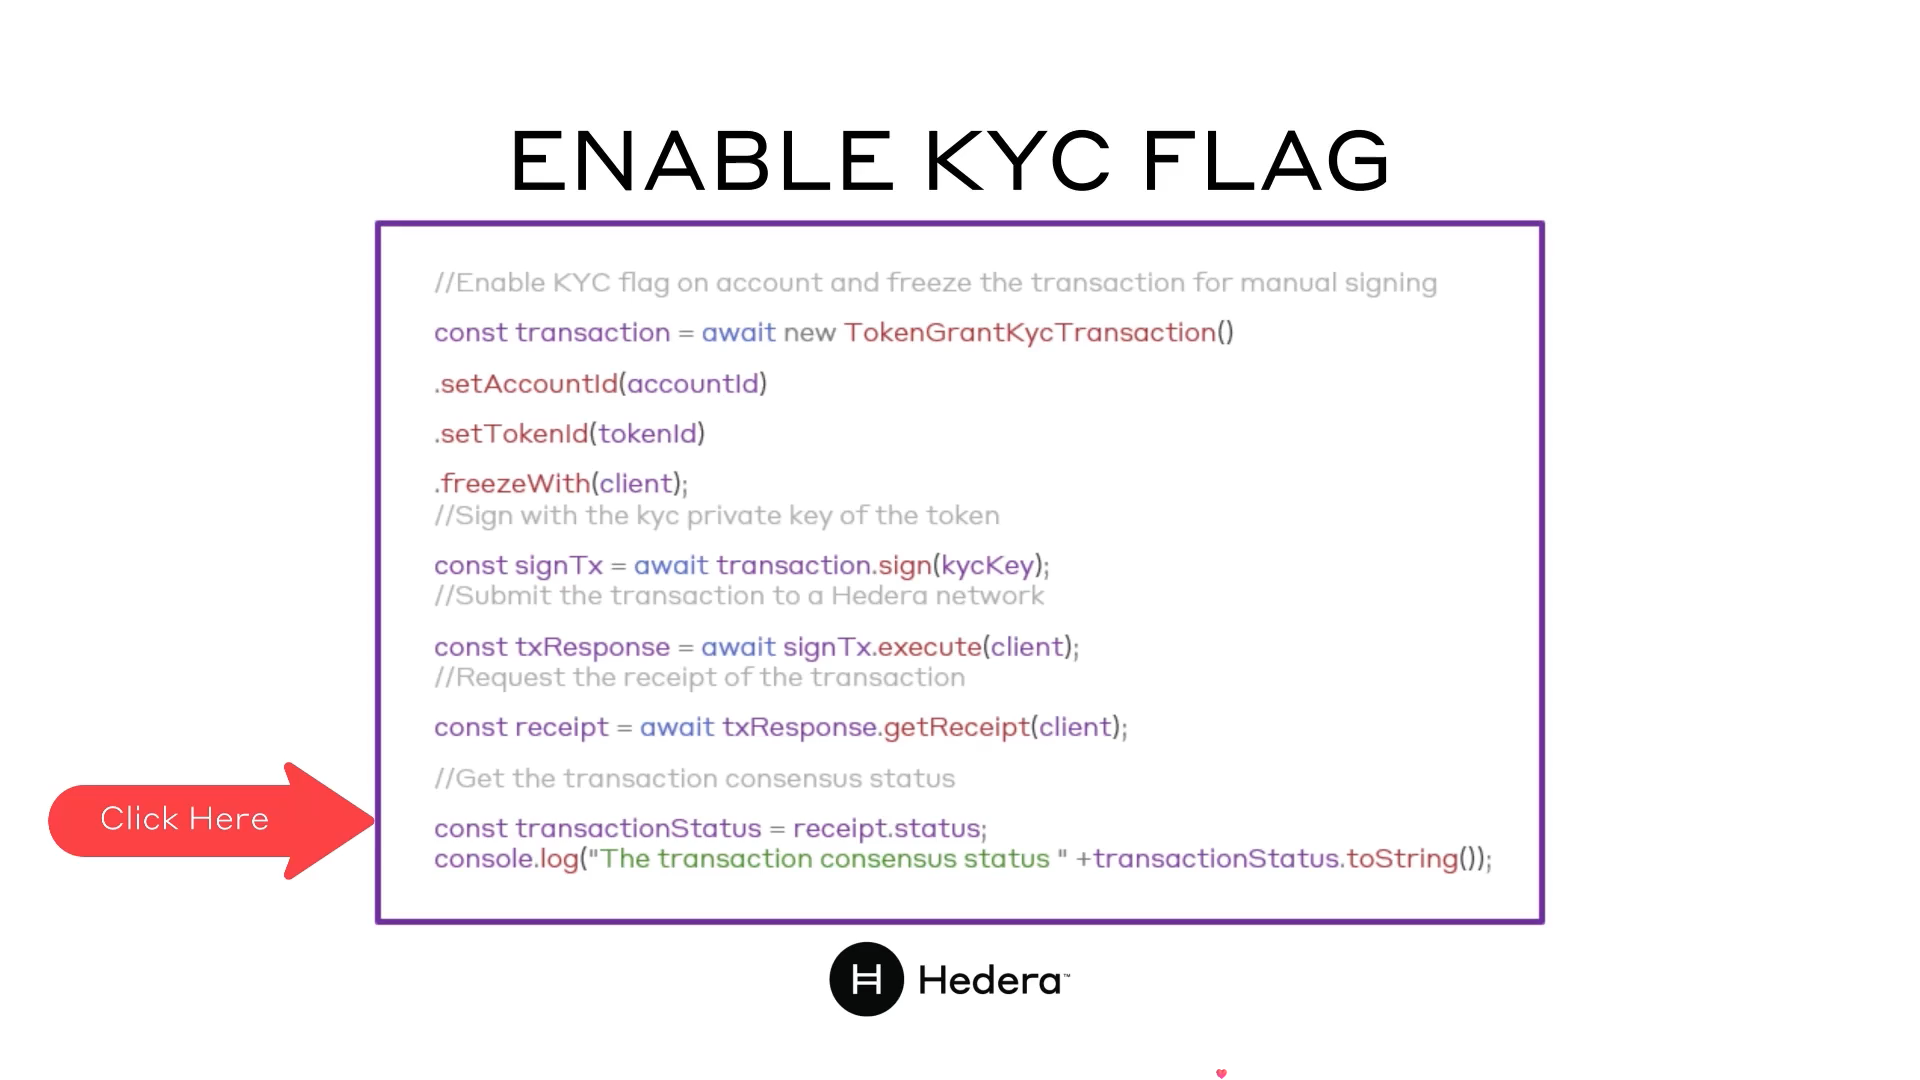 ENABLE KYC FLAG
//Enable KYC flag on account and freeze the transaction for manual signing
const transaction = await new TokenGrantKycTransaction()
.setAccountId(accountId)
.setTokenId(tokenId)
.freezeWith(client);
//Sign with the kyc private key of the token
const signTx = await transaction.sign(kycKey);
//Submit the transaction to a Hedera network
const txResponse = await signTx.execute(client);
//Request the receipt of the transaction
const receipt = await txResponse.getReceipt(client);
//Get the transaction consensus status
Click Here
const transactionStatus = receipt.status;
console.log("The transaction consensus status " +transactionStatus.toString());
H Hedera™